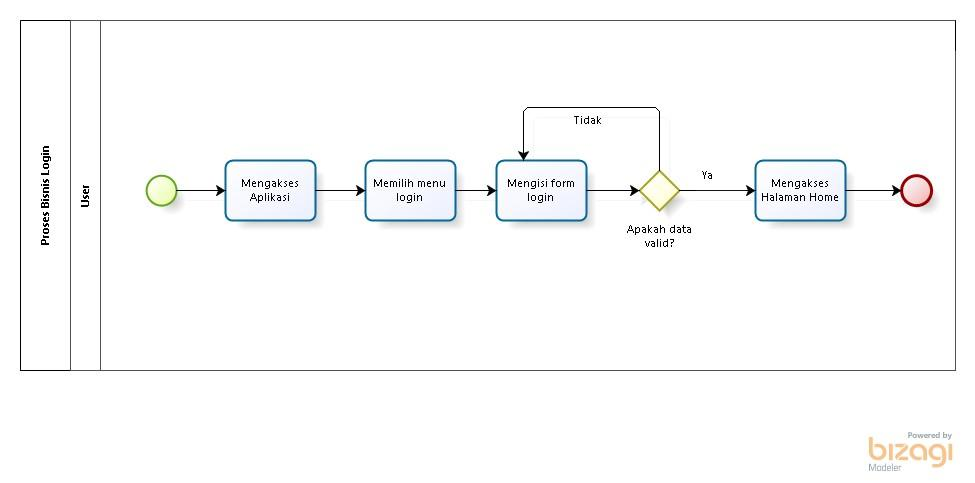 Proses Bisnis Login
User
Mengakses
Aplikasi
Memilih menu
login
Mengisi form
login
Tidak
Apakah data
valid?
Ya
Mengakses
Halaman Home
Powered by
bizagi
Modeler